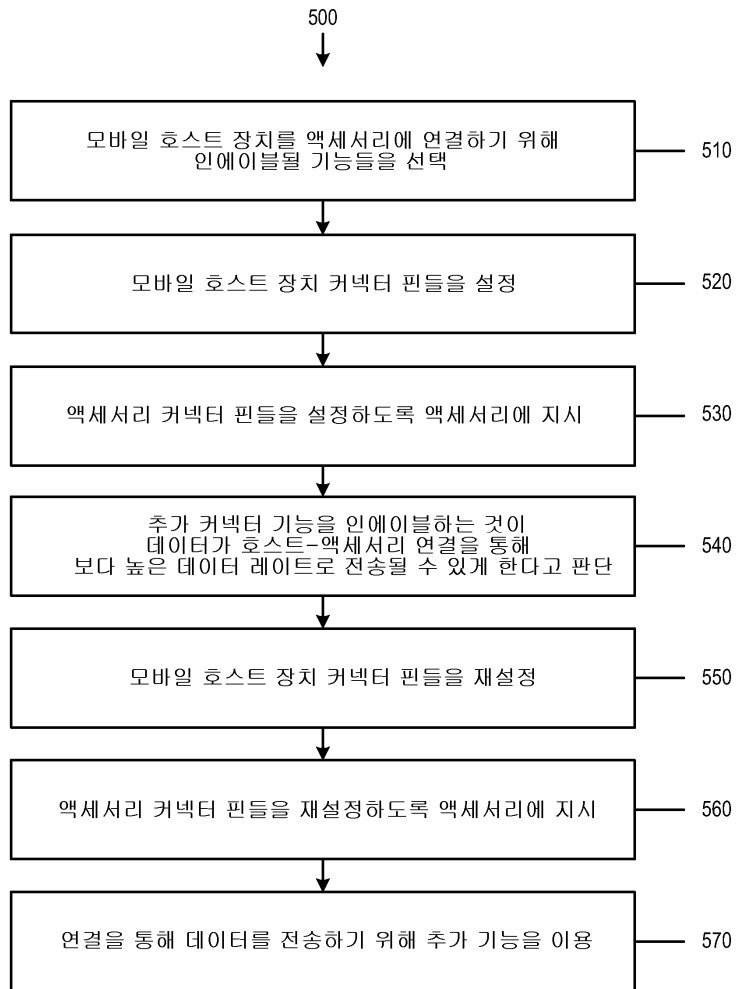 500
모바일 호스트 장치를 액세서리에 연결하기 위해
인에이블될 기능들을 선택
510
모바일 호스트 장치 커넥터 핀들을 설정
520
액세서리 커넥터 핀들을 설정하도록 액세서리에 지시
530
추가 커넥터 기능을 인에이블하는 것이
데이터가 호스트-액세서리 연결을 통해
보다 높은 데이터 레이트로 전송될 수 있게 한다고 판단
540
모바일 호스트 장치 커넥터 핀들을 재설정
550
액세서리 커넥터 핀들을 재설정하도록 액세서리에 지시
560
연결을 통해 데이터를 전송하기 위해 추가 기능을 이용
570